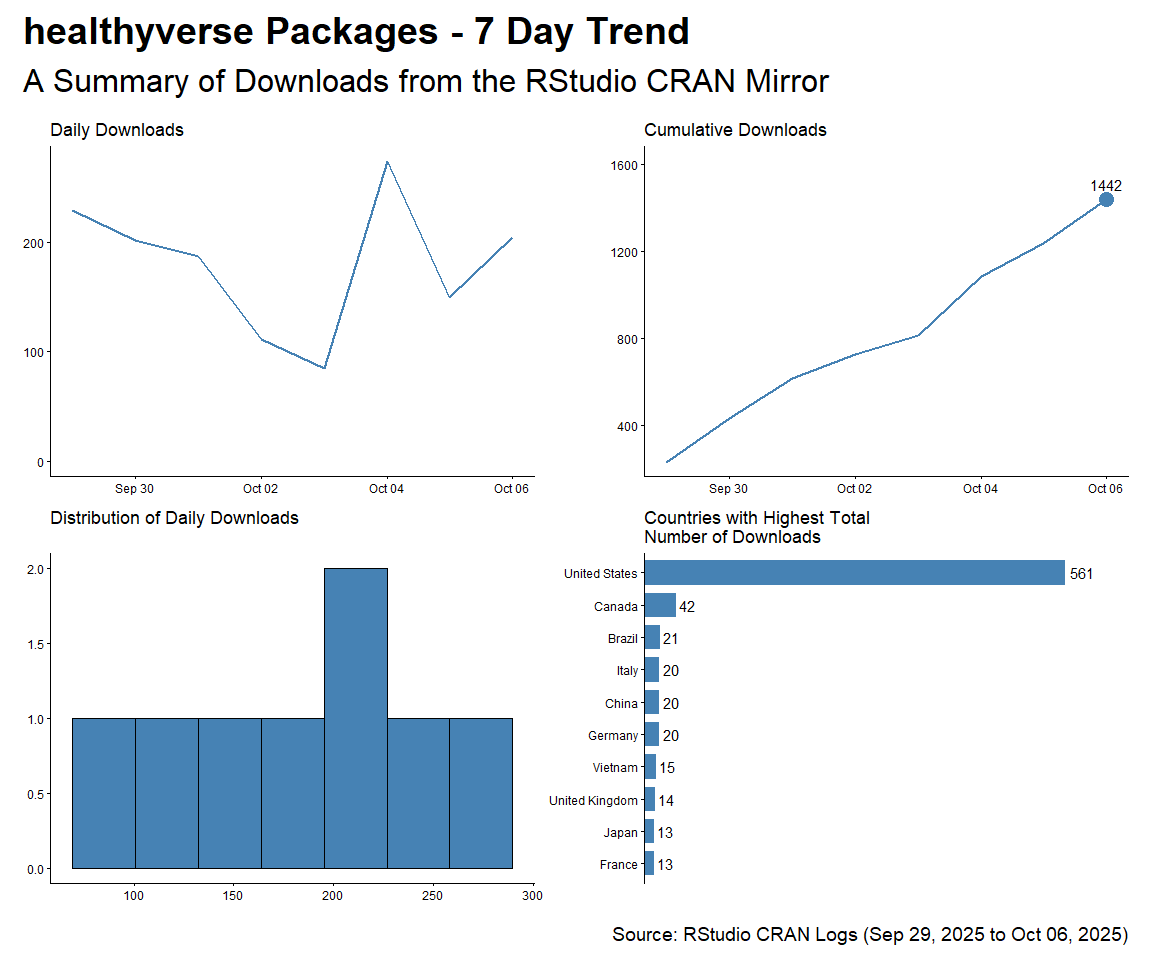 healthyverse Packages - 7 Day Trend
A Summary of Downloads from the RStudio CRAN Mirror
Daily Downloads
200
100
0
Sep 30 Oct 02 Oct 04 Oct 06
Cumulative Downloads
1600
1200
800
400
1442
Sep 30 Oct 02 Oct 04 Oct 06
Distribution of Daily Downloads
2.0
1.5
1.0
0.5
0.0
100 150 200 250 300
Countries with Highest Total
Number of Downloads
United States 561
Canada 42
Brazil 21
Italy 20
China 20
Germany 20
Vietnam 15
United Kingdom 14
Japan 13
France 13
Source: RStudio CRAN Logs (Sep 29, 2025 to Oct 06, 2025)